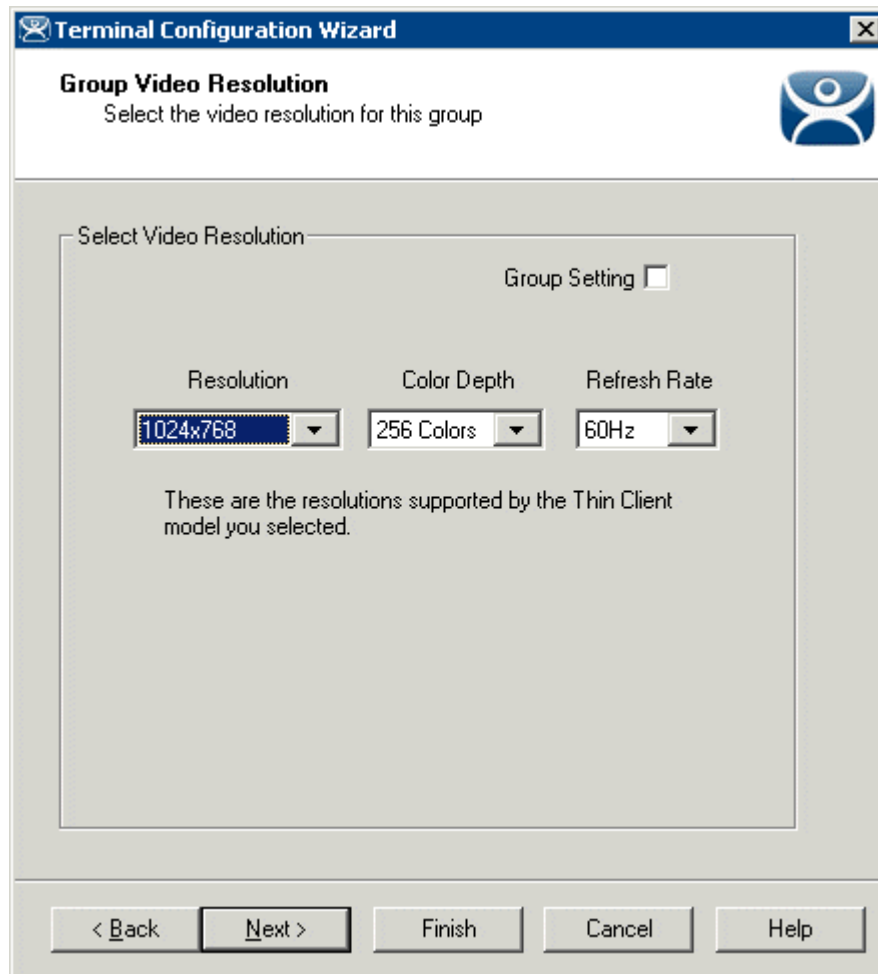 Terminal Configuration Wizard
Group Video Resolution
Select the video resolution for this group
Select Video Resolution
Group Setting
Resolution Color Depth Refresh Rate
1024x768 256 Colors 60Hz
These are the resolutions supported by the Thin Client
model you selected.
< Back Next > Finish Cancel Help